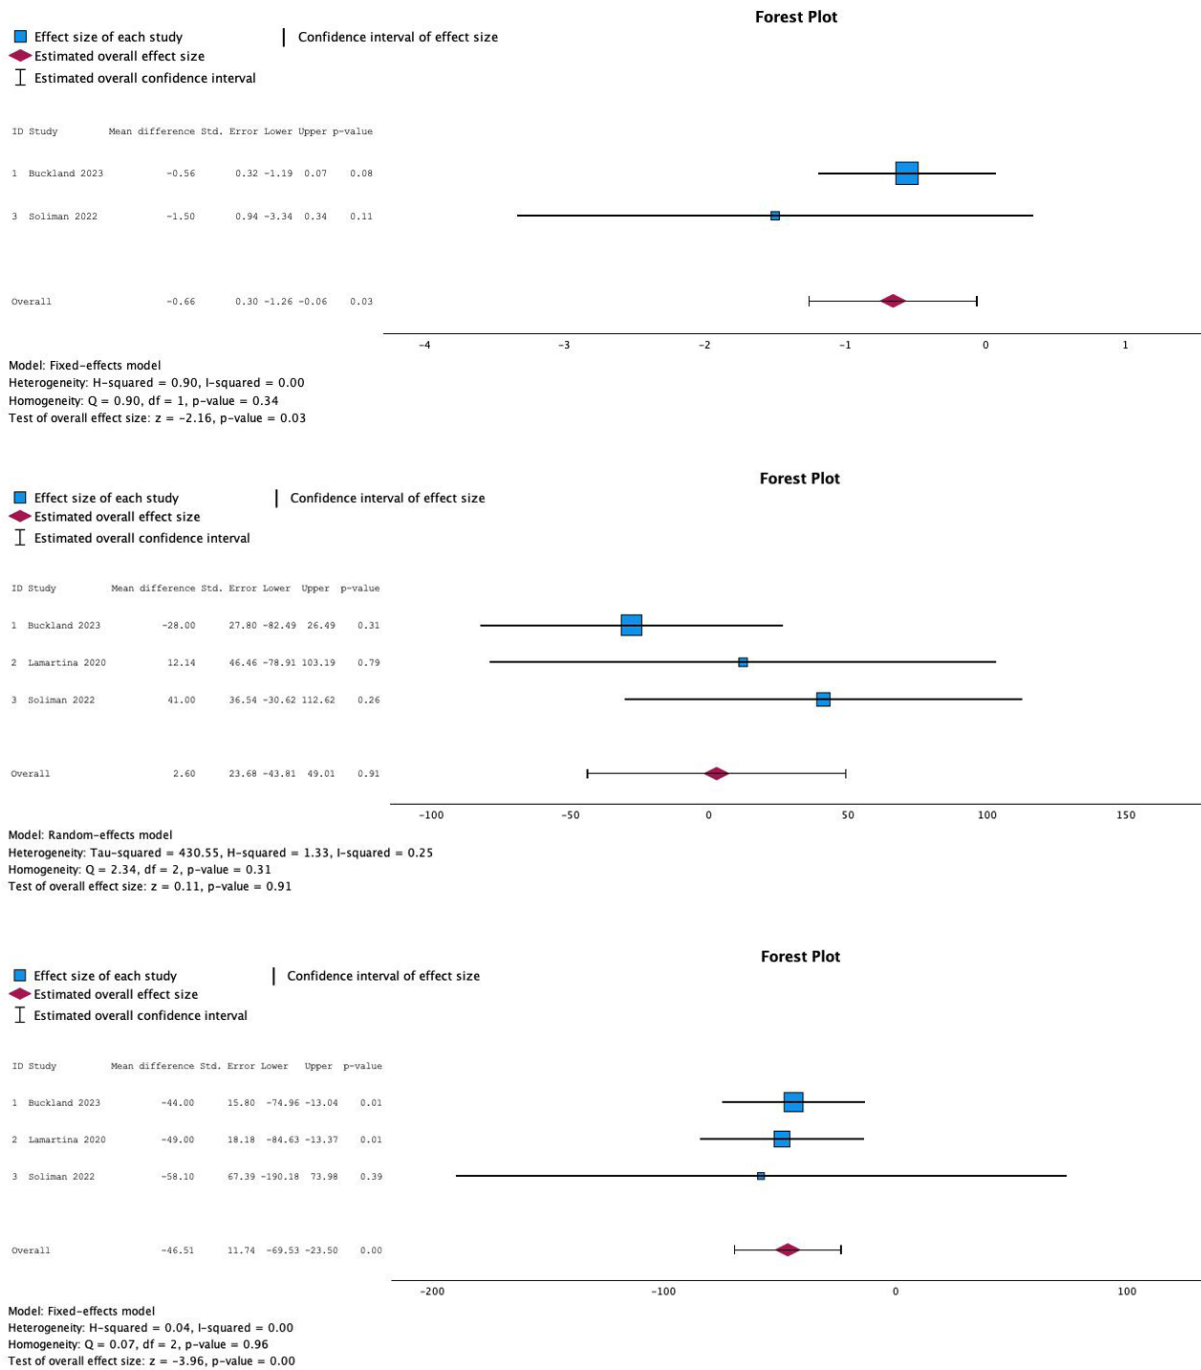 Forest Plot
Effect size of each study Confidence interval of effect size
Estimated overall effect size
Estimated overall confidence interval
ID Study Mean difference Std. Error Lower Upper p-value
1 Buckland 2023 -0.56 0.32 -1.19 0.07 0.08
3 Soliman 2022 -1.50 0.94 -3.34 0.34 0.11
Overall -0.66 0.30 -1.26 -0.06 0.03
-4 -3 -2 -1 0 1
Model: Fixed-effects model
Heterogeneity: H-squared = 0.90, I-squared = 0.00
Homogeneity: Q = 0.90, df = 1, p-value = 0.34
Test of overall effect size: z = -2.16, p-value = 0.03
Forest Plot
Effect size of each study Confidence interval of effect size
Estimated overall effect size
Estimated overall confidence interval
ID Study Mean difference Std. Error Lower Upper p-value
1 Buckland 2023 -28.00 27.80 -82.49 26.49 0.31
2 Lamartina 2020 12.14 46.46 -78.91 103.19 0.79
3 Soliman 2022 41.00 36.54 -30.62 112.62 0.26
Overall 2.60 23.68 -43.81 49.01 0.91
-100 -50 0 50 100 150
Model: Random-effects model
Heterogeneity: Tau-squared = 430.55, H-squared = 1.33, I-squared = 0.25
Homogeneity: Q = 2.34, df = 2, p-value = 0.31
Test of overall effect size: z = 0.11, p-value = 0.91
Forest Plot
Effect size of each study Confidence interval of effect size
Estimated overall effect size
Estimated overall confidence interval
ID Study Mean difference Std. Error Lower Upper p-value
1 Buckland 2023 -44.00 15.80 -74.96 -13.04 0.01
2 Lamartina 2020 -49.00 18.18 -84.63 -13.37 0.01
3 Soliman 2022 -58.10 67.39 -190.18 73.98 0.39
Overall -46.51 11.74 -69.53 -23.50 0.00
-200 -100 0 100
Model: Fixed-effects model
Heterogeneity: H-squared = 0.04, I-squared = 0.00
Homogeneity: Q = 0.07, df = 2, p-value = 0.96
Test of overall effect size: z = -3.96, p-value = 0.00